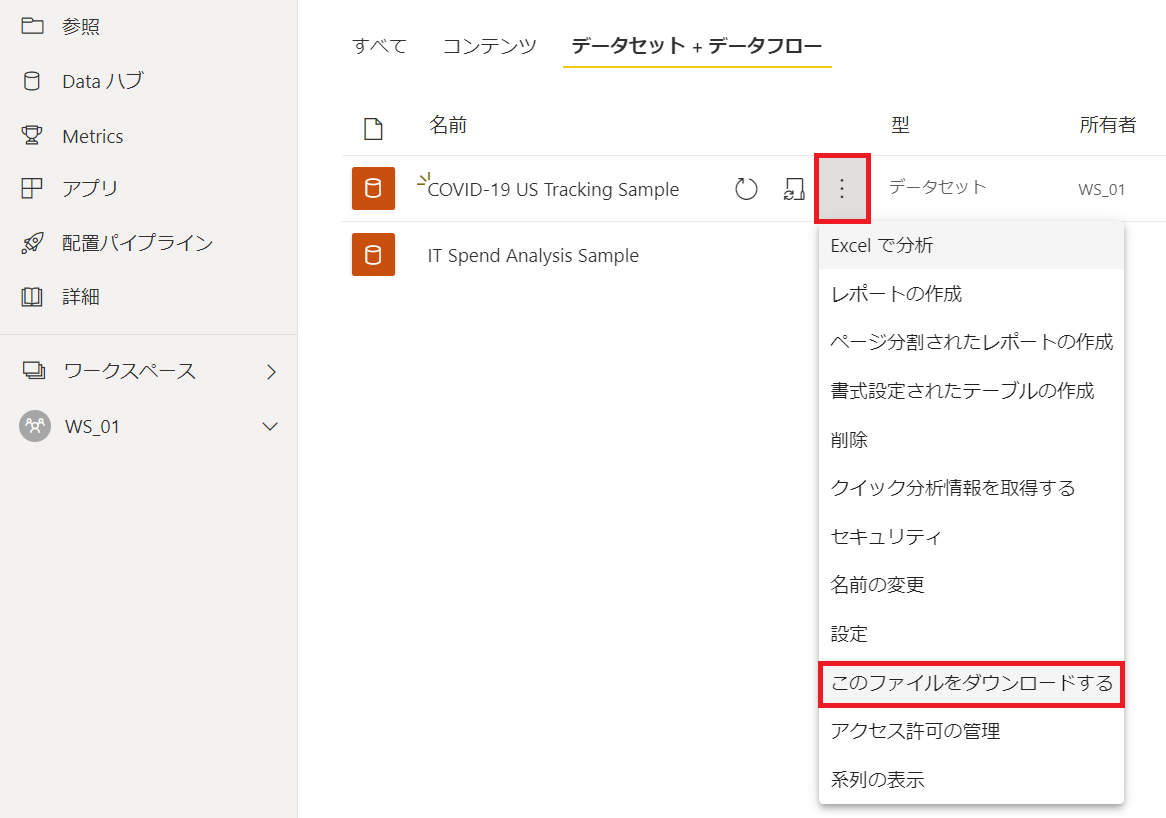 参照
Data ハブ
Metrics
アプリ
配置パイプライン
詳細
ワークスペース
WS_01
すべて コンテンツ データセット + データフロー
名前 型 所有者
COVID-19 US Tracking Sample データセット WS_01
IT Spend Analysis Sample
Excel で分析
レポートの作成
ページ分割されたレポートの作成
書式設定されたテーブルの作成
削除
クイック分析情報を取得する
セキュリティ
名前の変更
設定
このファイルをダウンロードする
アクセス許可の管理
系列の表示